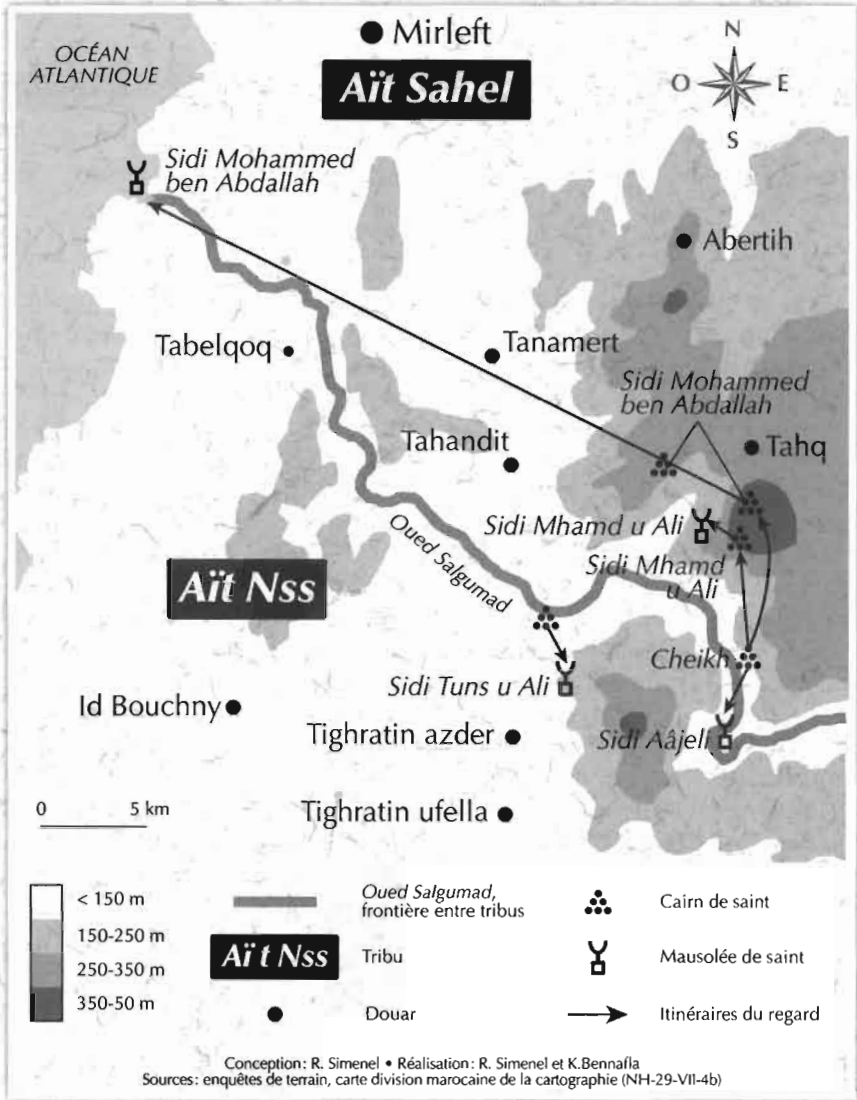 Mirleft
OCÉAN
ATLANTIQUE
Aït Sahel
N
O
E
S
Sidi Mohammed
ben Abdallah
Abertih
Tabelqoq
Tanamert
Sidi Mohammed
ben Abdallah
Tahandit
Tahq
Sidi Mhamd u Ali
Oued Salgumad
Sidi Mhamd
u Ali
Aït Nss
Cheikh
Sidi Tuns u Ali
Id Bouchny
Tighratin azder
Sidi Aâjeli
0 5 km
Tighratin ufella
< 150 m
150-250 m
250-350 m
350-50 m
Oued Salgumad,
frontière entre tribus
Aï t Nss
Tribu
Douar
Cairn de saint
Mausolée de saint
Itinéraires du regard
Conception: R. Simenel • Réalisation: R. Simenel et K.Bennafla
Sources: enquêtes de terrain, carte division marocaine de la cartographie (NH-29-VII-4b)